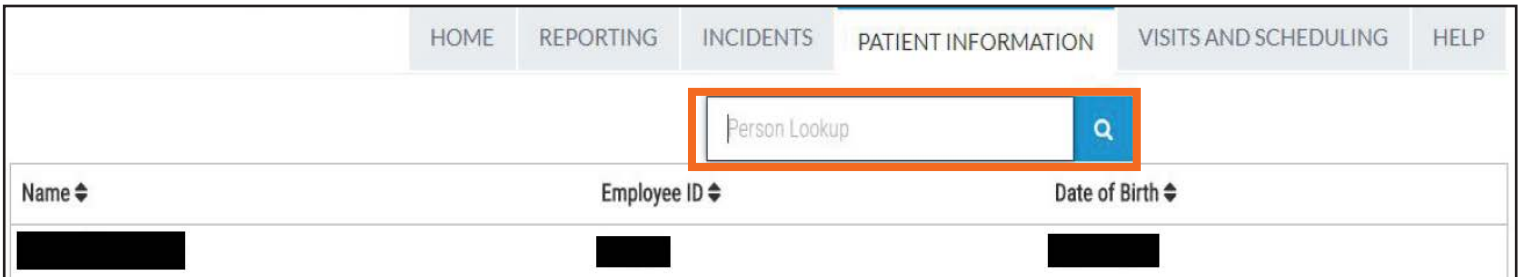 HOME REPORTING INCIDENTS PATIENT INFORMATION VISITS AND SCHEDULING HELP
Person Lookup
Name Employee ID Date of Birth